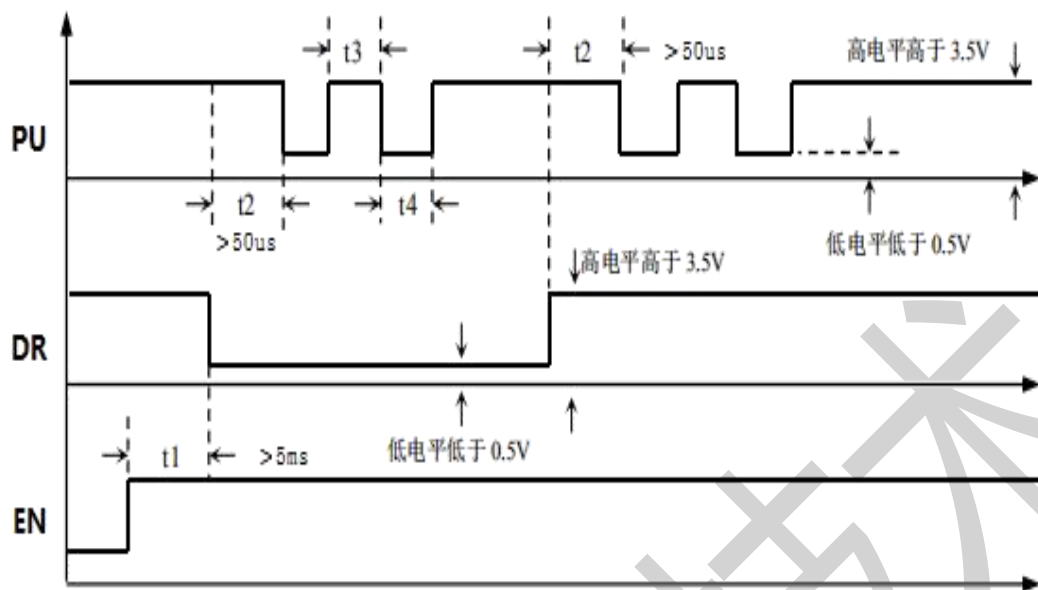 t3
t2
>50us
高电平高于 3.5V
PU
t2
t4
>50us
低电平低于 0.5V
高电平高于 3.5V
DR
t1
>5ms
低电平低于 0.5V
EN